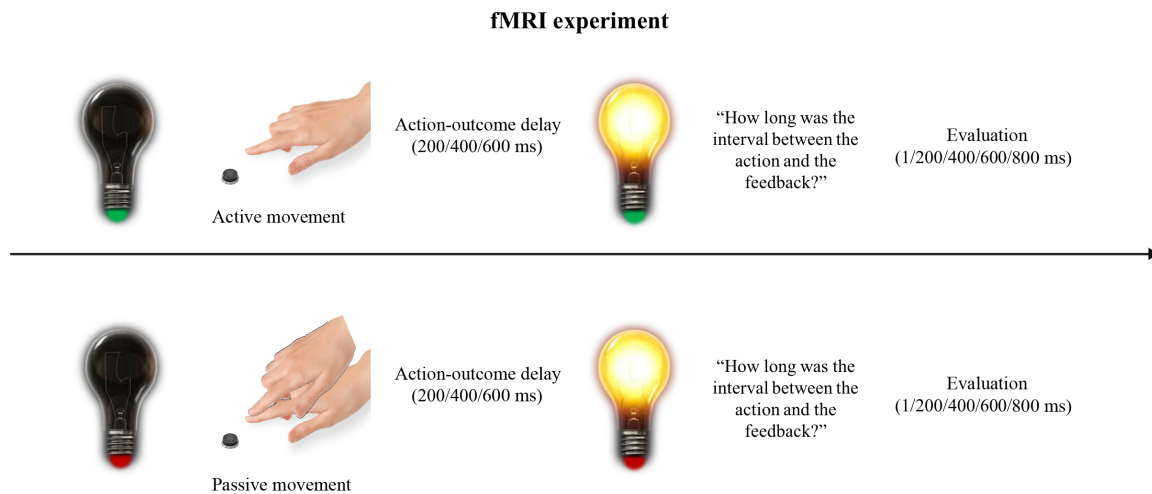 fMRI experiment
Active movement
Action-outcome delay
(200/400/600 ms)
“How long was the
interval between the
action and the
feedback?”
Evaluation
(1/200/400/600/800 ms)
Passive movement
Action-outcome delay
(200/400/600 ms)
“How long was the
interval between the
action and the
feedback?”
Evaluation
(1/200/400/600/800 ms)